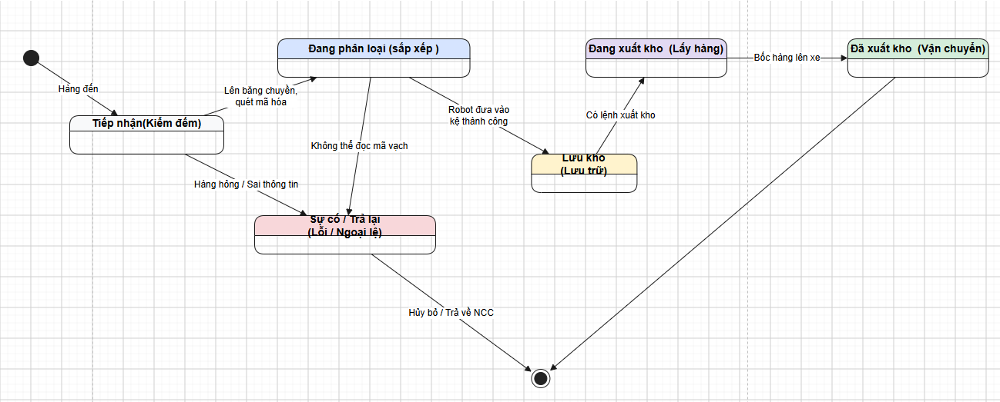 Đang phân loại (sắp xếp )
Đang xuất kho (Lấy hàng)
Bốc hàng lên xe
Đã xuất kho (Vận chuyển)
Hàng đến
Lên băng chuyền,
quét mã hóa
Tiếp nhận(Kiểm đếm)
Robot đưa vào
kệ thành công
Có lệnh xuất kho
Không thể đọc mã vạch
Lưu kho
(Lưu trữ)
Hàng hỏng / Sai thông tin
Sự cố / Trả lại
(Lỗi / Ngoại lệ)
Hủy bỏ / Trả về NCC